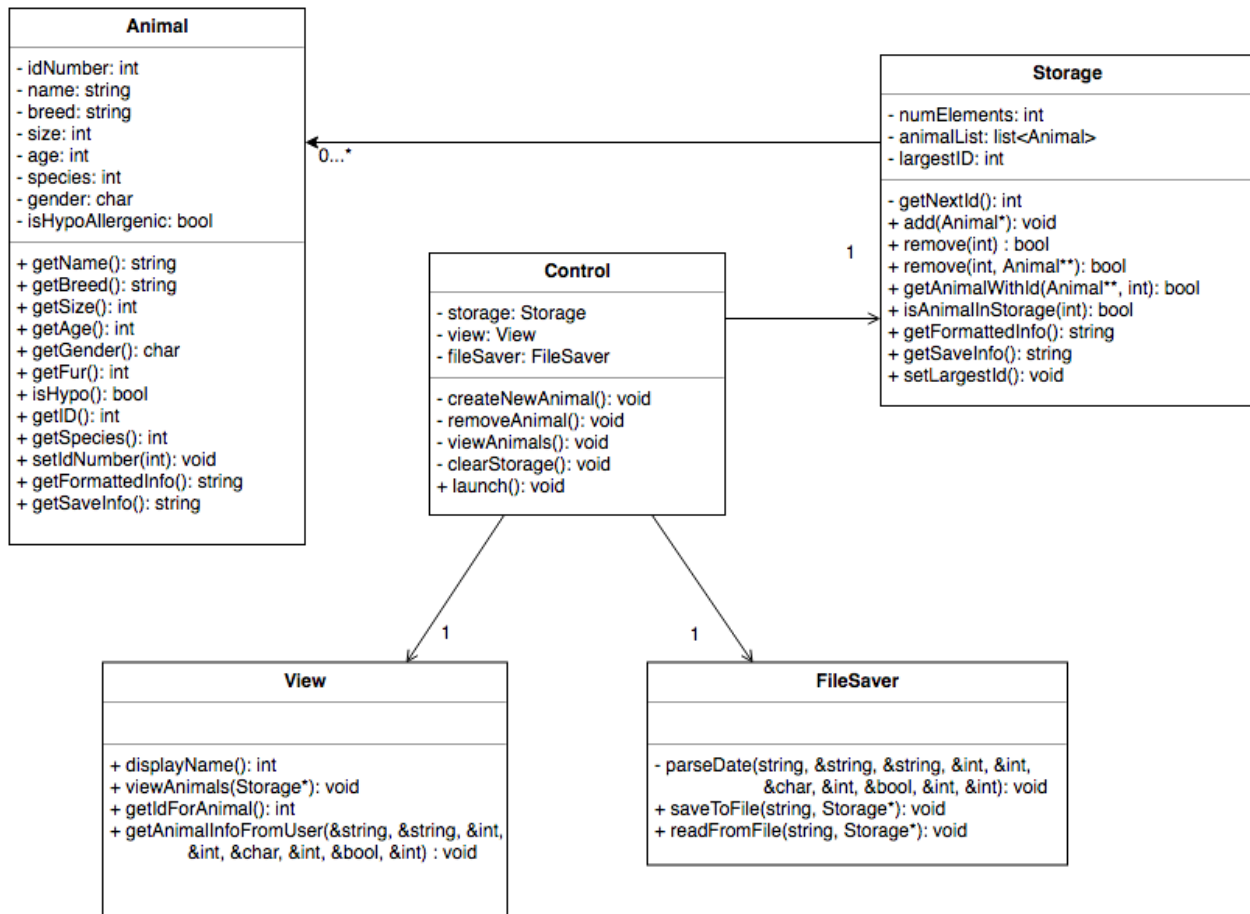 Animal
- idNumber: int
- name: string
- breed: string
- size: int
- age: int
- species: int
- gender: char
- isHypoAllergenic: bool
+ getName(): string
+ getBreed(): string
+ getSize(): int
+ getAge(): int
+ getGender(): char
+ getFur(): int
+ isHypo(): bool
+ getID(): int
+ getSpecies(): int
+ setIdNumber(int): void
+ getFormattedInfo(): string
+ getSaveInfo(): string
0...*
Storage
- numElements: int
- animalList: list<Animal>
- largestID: int
- getNextId(): int
+ add(Animal*): void
+ remove(int) : bool
+ remove(int, Animal**): bool
+ getAnimalWithId(Animal**, int): bool
+ isAnimalInStorage(int): bool
+ getFormattedInfo(): string
+ getSaveInfo(): string
+ setLargestId(): void
1
Control
- storage: Storage
- view: View
- fileSaver: FileSaver
- createNewAnimal(): void
- removeAnimal(): void
- viewAnimals(): void
- clearStorage(): void
+ launch(): void
1
1
View
+ displayName(): int
+ viewAnimals(Storage*): void
+ getIdForAnimal(): int
+ getAnimalInfoFromUser(&string, &string, &int,
&int, &char, &int, &bool, &int) : void
FileSaver
- parseDate(string, &string, &string, &int, &int,
&char, &int, &bool, &int, &int): void
+ saveToFile(string, Storage*): void
+ readFromFile(string, Storage*): void